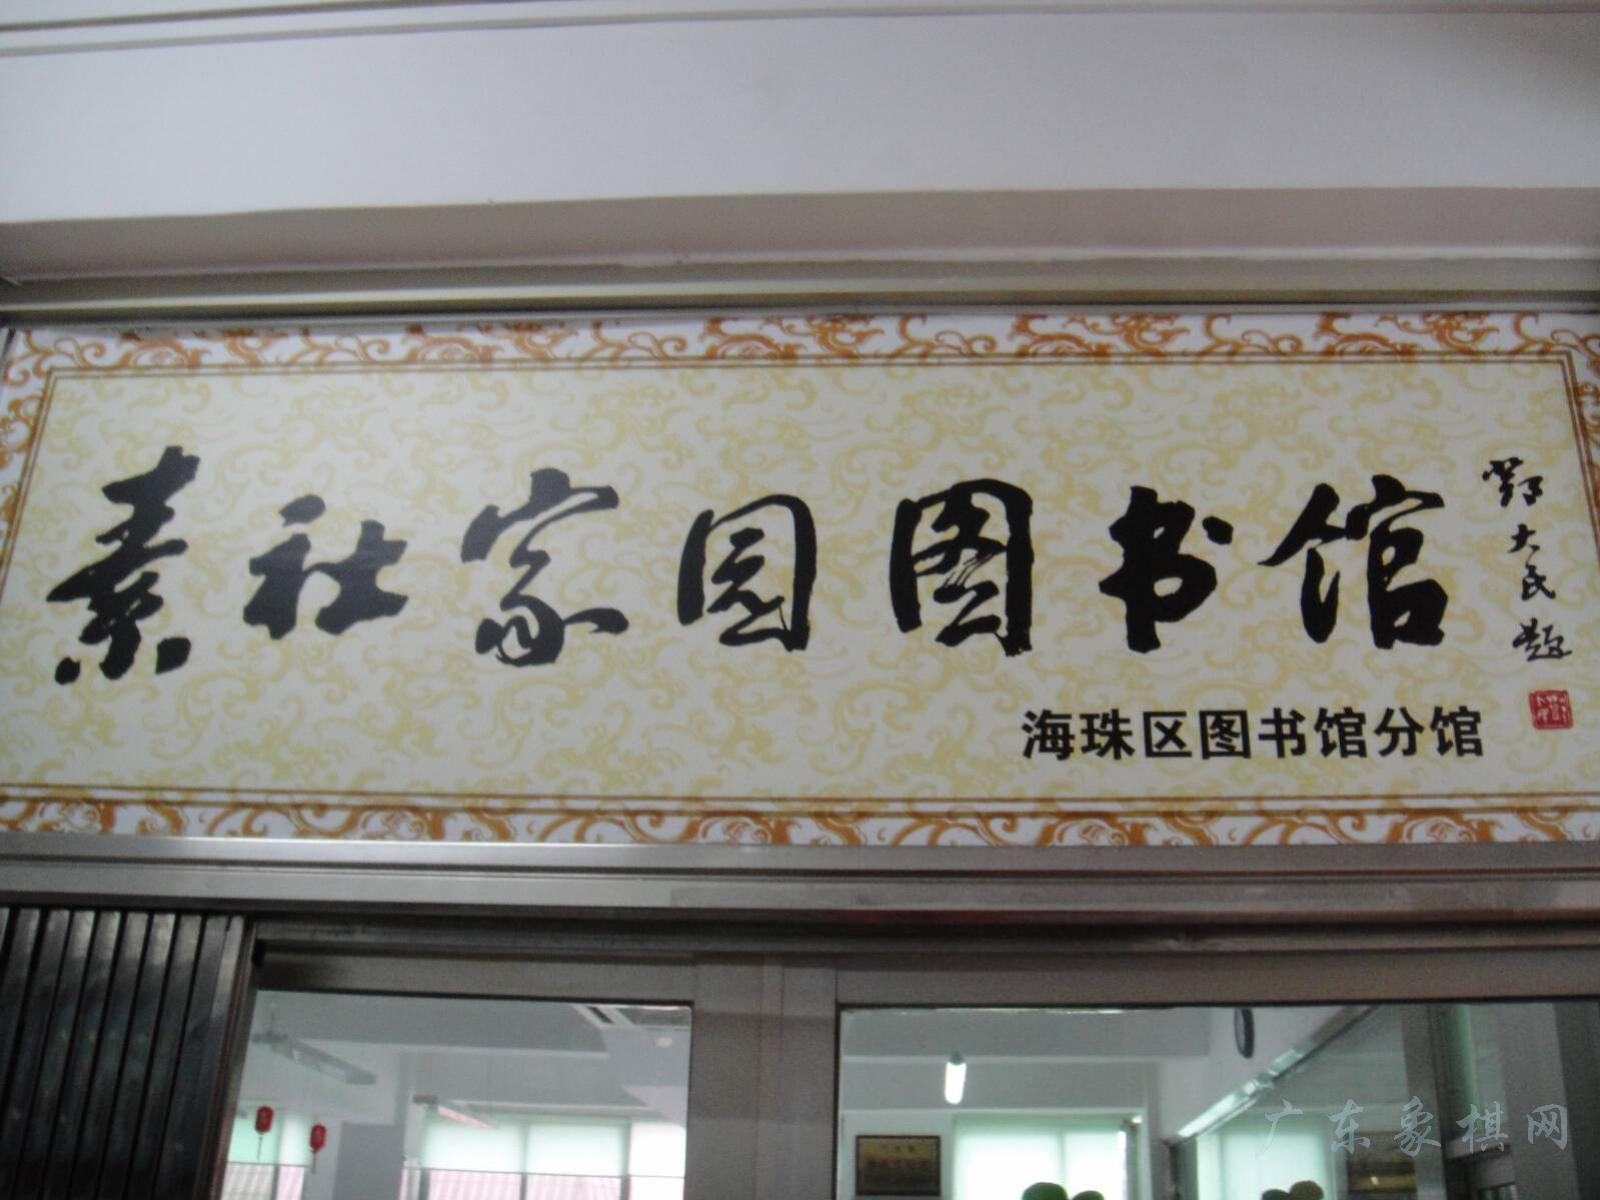 素社家园图书馆
鄂大民题
海珠区图书馆分馆
广东象棋网